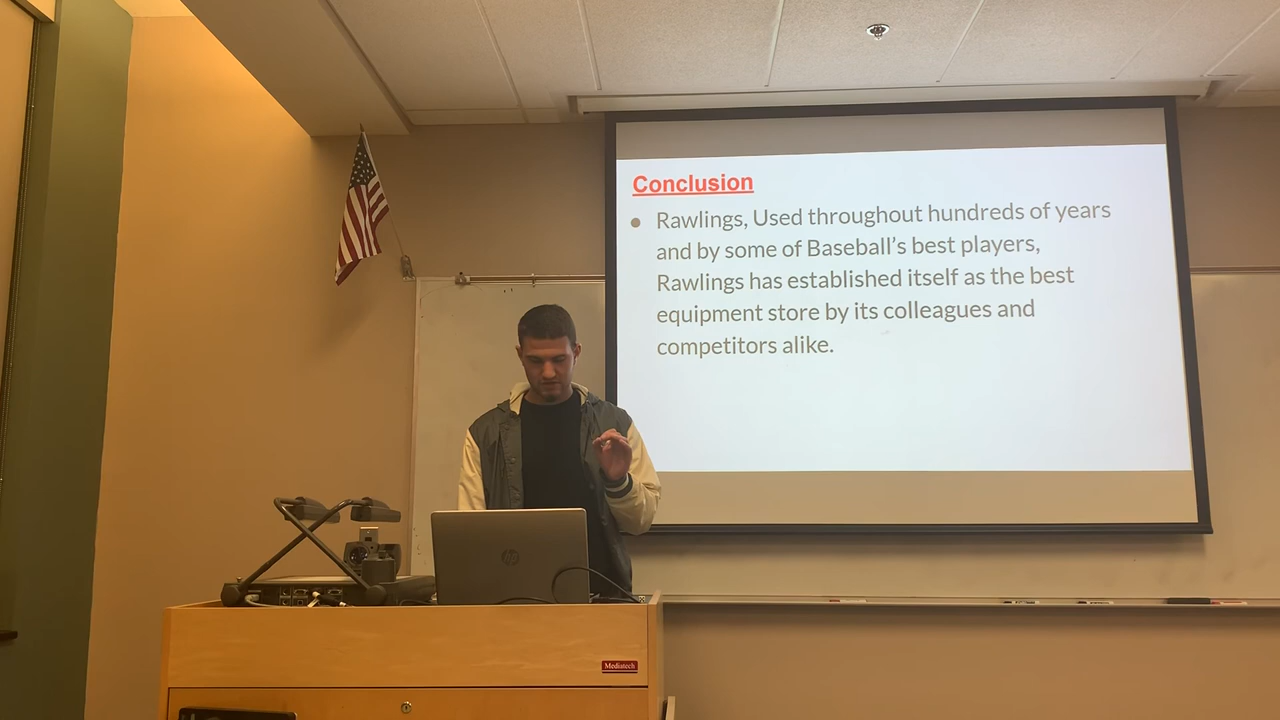 Conclusion
● Rawlings, Used throughout hundreds of years
and by some of Baseball's best players,
Rawlings has established itself as the best
equipment store by its colleagues and
competitors alike.
hp
Mediatech